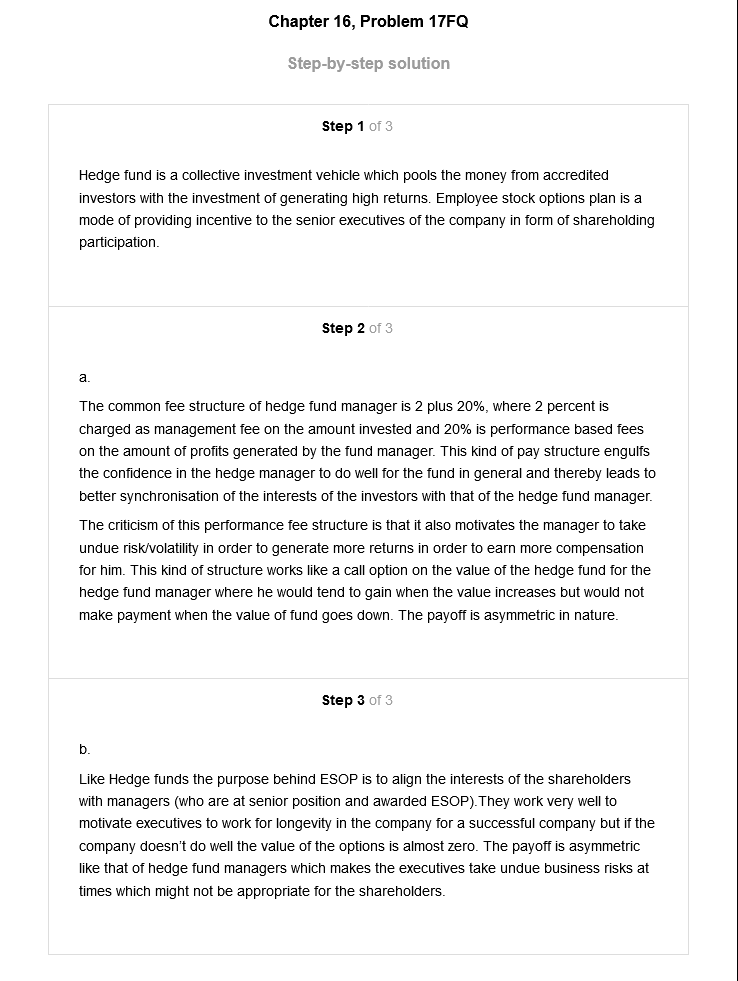 Chapter 16, Problem 17FQ
Step-by-step solution
Step 1 of 3
Hedge fund is a collective investment vehicle which pools the money from accredited
investors with the investment of generating high returns. Employee stock options plan is a
mode of providing incentive to the senior executives of the company in form of shareholding
participation.
Step 2 of 3
a.
The common fee structure of hedge fund manager is 2 plus 20%, where 2 percent is
charged as management fee on the amount invested and 20% is performance based fees
on the amount of profits generated by the fund manager. This kind of pay structure engulfs
the confidence in the hedge manager to do well for the fund in general and thereby leads to
better synchronisation of the interests of the investors with that of the hedge fund manager.
The criticism of this performance fee structure is that it also motivates the manager to take
undue risk/volatility in order to generate more returns in order to earn more compensation
for him. This kind of structure works like a call option on the value of the hedge fund for the
hedge fund manager where he would tend to gain when the value increases but would not
make payment when the value of fund goes down. The payoff is asymmetric in nature.
Step 3 of 3
b.
Like Hedge funds the purpose behind ESOP is to align the interests of the shareholders
with managers (who are at senior position and awarded ESOP).They work very well to
motivate executives to work for longevity in the company for a successful company but if the
company doesn't do well the value of the options is almost zero. The payoff is asymmetric
like that of hedge fund managers which makes the executives take undue business risks at
times which might not be appropriate for the shareholders.